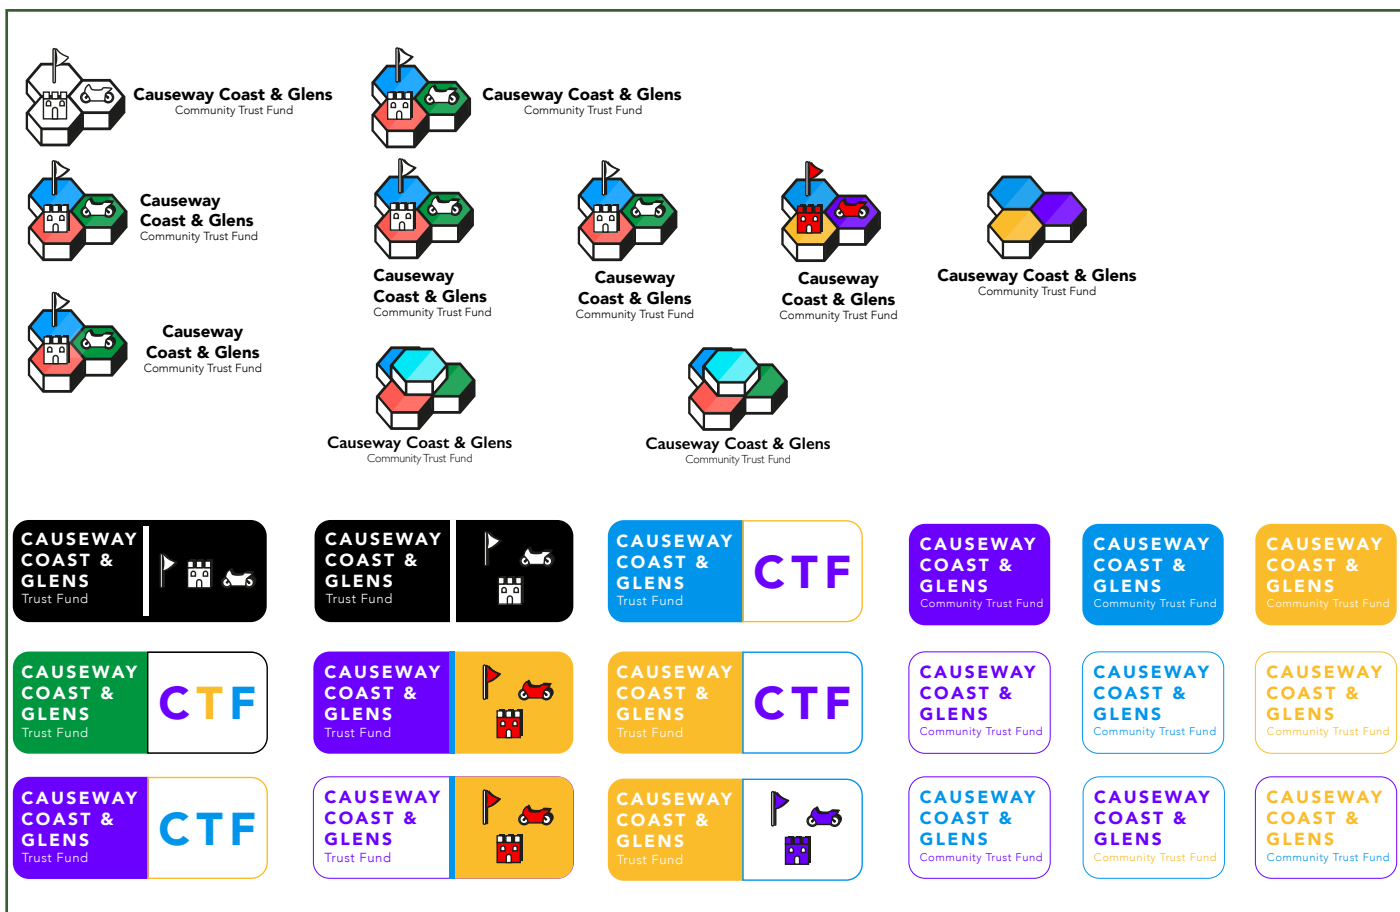 Causeway Coast & Glens
Community Trust Fund
Causeway Coast & Glens
Community Trust Fund
Causeway
Coast & Glens
Community Trust Fund
Causeway
Coast & Glens
Community Trust Fund
Causeway
Coast & Glens
Community Trust Fund
Causeway
Coast & Glens
Community Trust Fund
Causeway Coast & Glens
Community Trust Fund
Causeway
Coast & Glens
Community Trust Fund
Causeway Coast & Glens
Community Trust Fund
Causeway Coast & Glens
Community Trust Fund
CAUSEWAY
COAST &
GLENS
Trust Fund
CAUSEWAY
COAST &
GLENS
Trust Fund
CAUSEWAY
COAST &
GLENS
Trust Fund
CTF
CAUSEWAY
COAST &
GLENS
Community Trust Fund
CAUSEWAY
COAST &
GLENS
Community Trust Fund
CAUSEWAY
COAST &
GLENS
Community Trust Fund
CAUSEWAY
COAST &
GLENS
Trust Fund
CTF
CAUSEWAY
COAST &
GLENS
Trust Fund
CAUSEWAY
COAST &
GLENS
Trust Fund
CTF
CAUSEWAY
COAST &
GLENS
Community Trust Fund
CAUSEWAY
COAST &
GLENS
Community Trust Fund
CAUSEWAY
COAST &
GLENS
Community Trust Fund
CAUSEWAY
COAST &
GLENS
Trust Fund
CTF
CAUSEWAY
COAST &
GLENS
Trust Fund
CAUSEWAY
COAST &
GLENS
Trust Fund
CAUSEWAY
COAST &
GLENS
Community Trust Fund
CAUSEWAY
COAST &
GLENS
Community Trust Fund
CAUSEWAY
COAST &
GLENS
Community Trust Fund